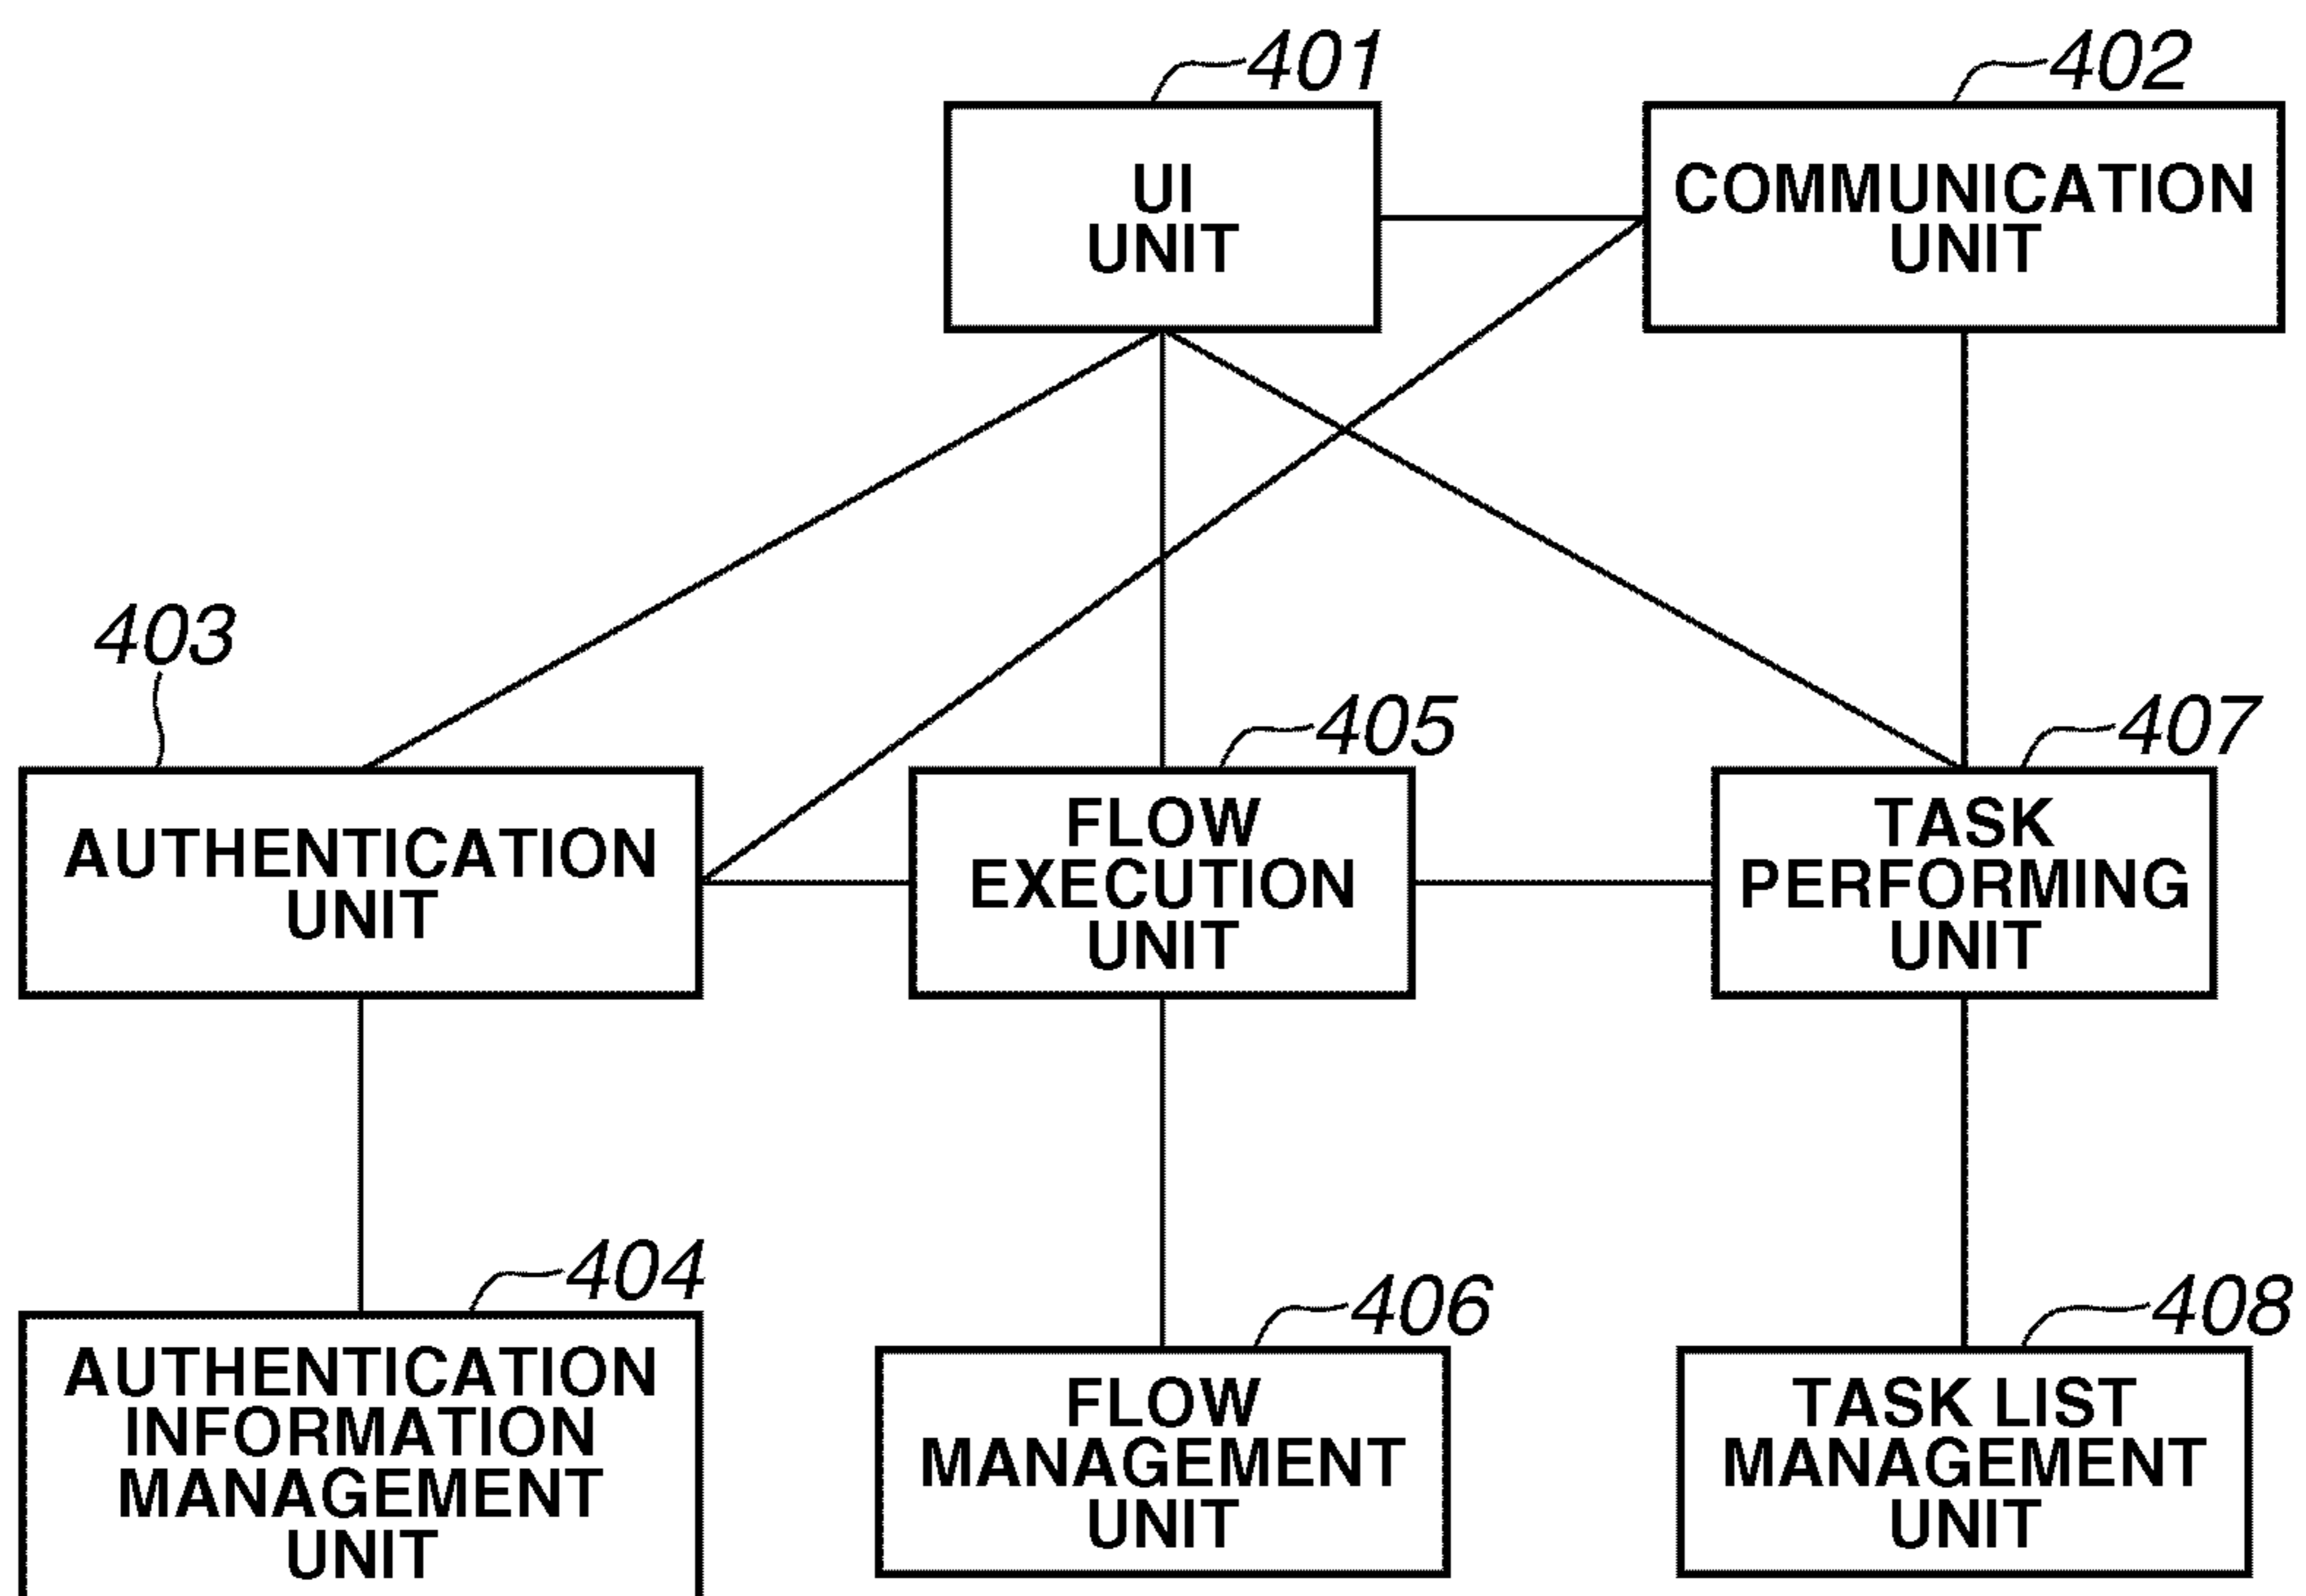 401
402
UI
UNIT
COMMUNICATION
UNIT
403
405
407
AUTHENTICATION
UNIT
FLOW
EXECUTION
UNIT
TASK
PERFORMING
UNIT
404
406
408
AUTHENTICATION
INFORMATION
MANAGEMENT
UNIT
FLOW
MANAGEMENT
UNIT
TASK LIST
MANAGEMENT
UNIT